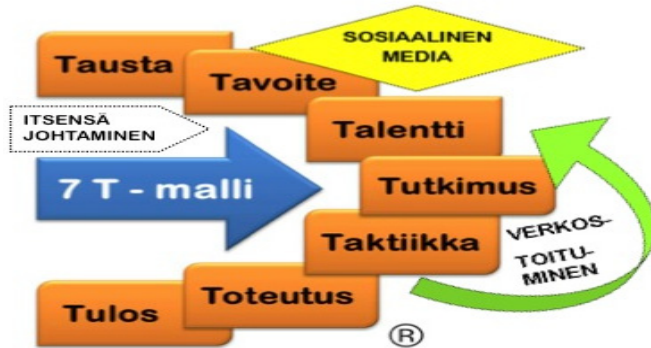 SOSIAALINEN
MEDIA
Tausta
Tavoite
ITSENSÄ
JOHTAMINEN
Talentti
7 T - malli
Tutkimus
Taktiikka
VERKOS-
TOITU-
MINEN
Toteutus
Tulos
®